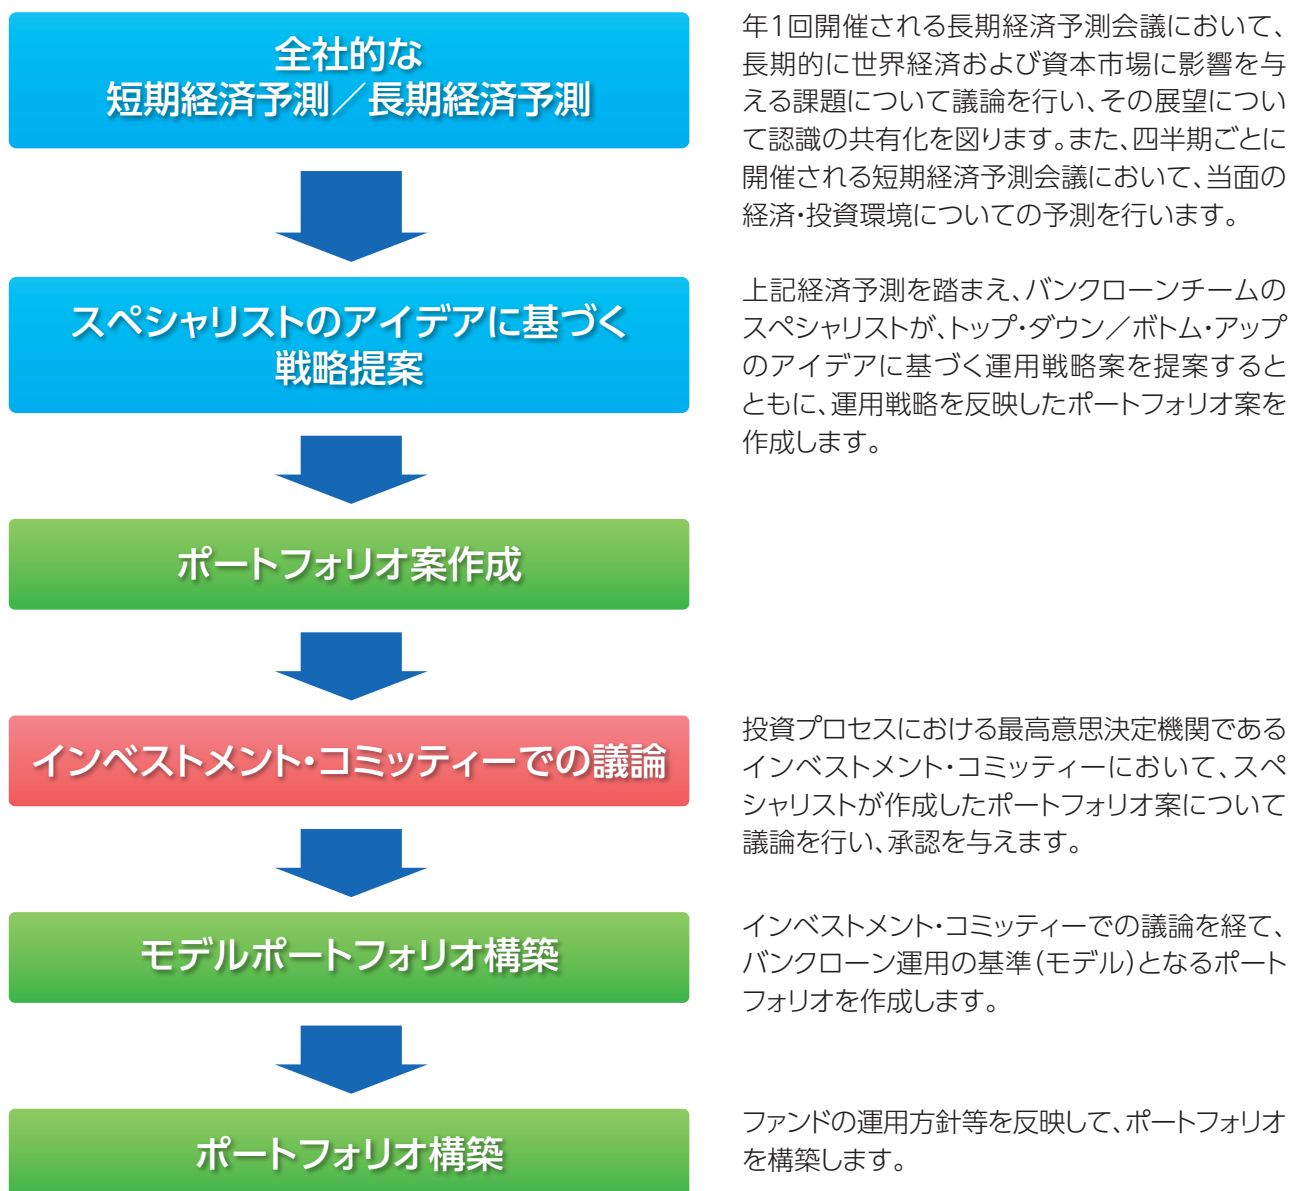 全社的な
短期経済予測／長期経済予測
年1回開催される長期経済予測会議において、
長期的に世界経済および資本市場に影響を与
える課題について議論を行い、その展望につい
て認識の共有化を図ります。また、四半期ごとに
開催される短期経済予測会議において、当面の
経済・投資環境についての予測を行います。
スペシャリストのアイデアに基づく
戦略提案
上記経済予測を踏まえ、バンクローンチームの
スペシャリストが、トップ・ダウン／ボトム・アップ
のアイデアに基づく運用戦略案を提案すると
ともに、運用戦略を反映したポートフォリオ案を
作成します。
ポートフォリオ案作成
インベストメント・コミッティーでの議論
投資プロセスにおける最高意思決定機関である
インベストメント・コミッティーにおいて、スペ
シャリストが作成したポートフォリオ案について
議論を行い、承認を与えます。
モデルポートフォリオ構築
インベストメント・コミッティーでの議論を経て、
バンクローン運用の基準（モデル）となるポート
フォリオを作成します。
ポートフォリオ構築
ファンドの運用方針等を反映して、ポートフォリオ
を構築します。